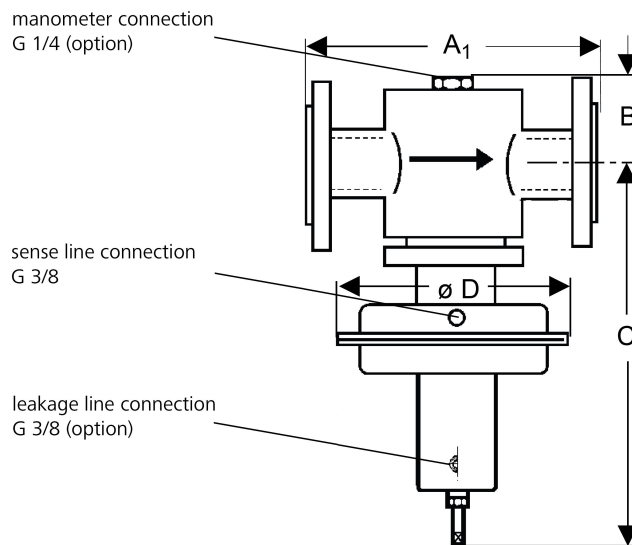 manometer connection
G 1/4 (option)
A1
B
sense line connection
G 3/8
ø D
C
leakage line connection
G 3/8 (option)